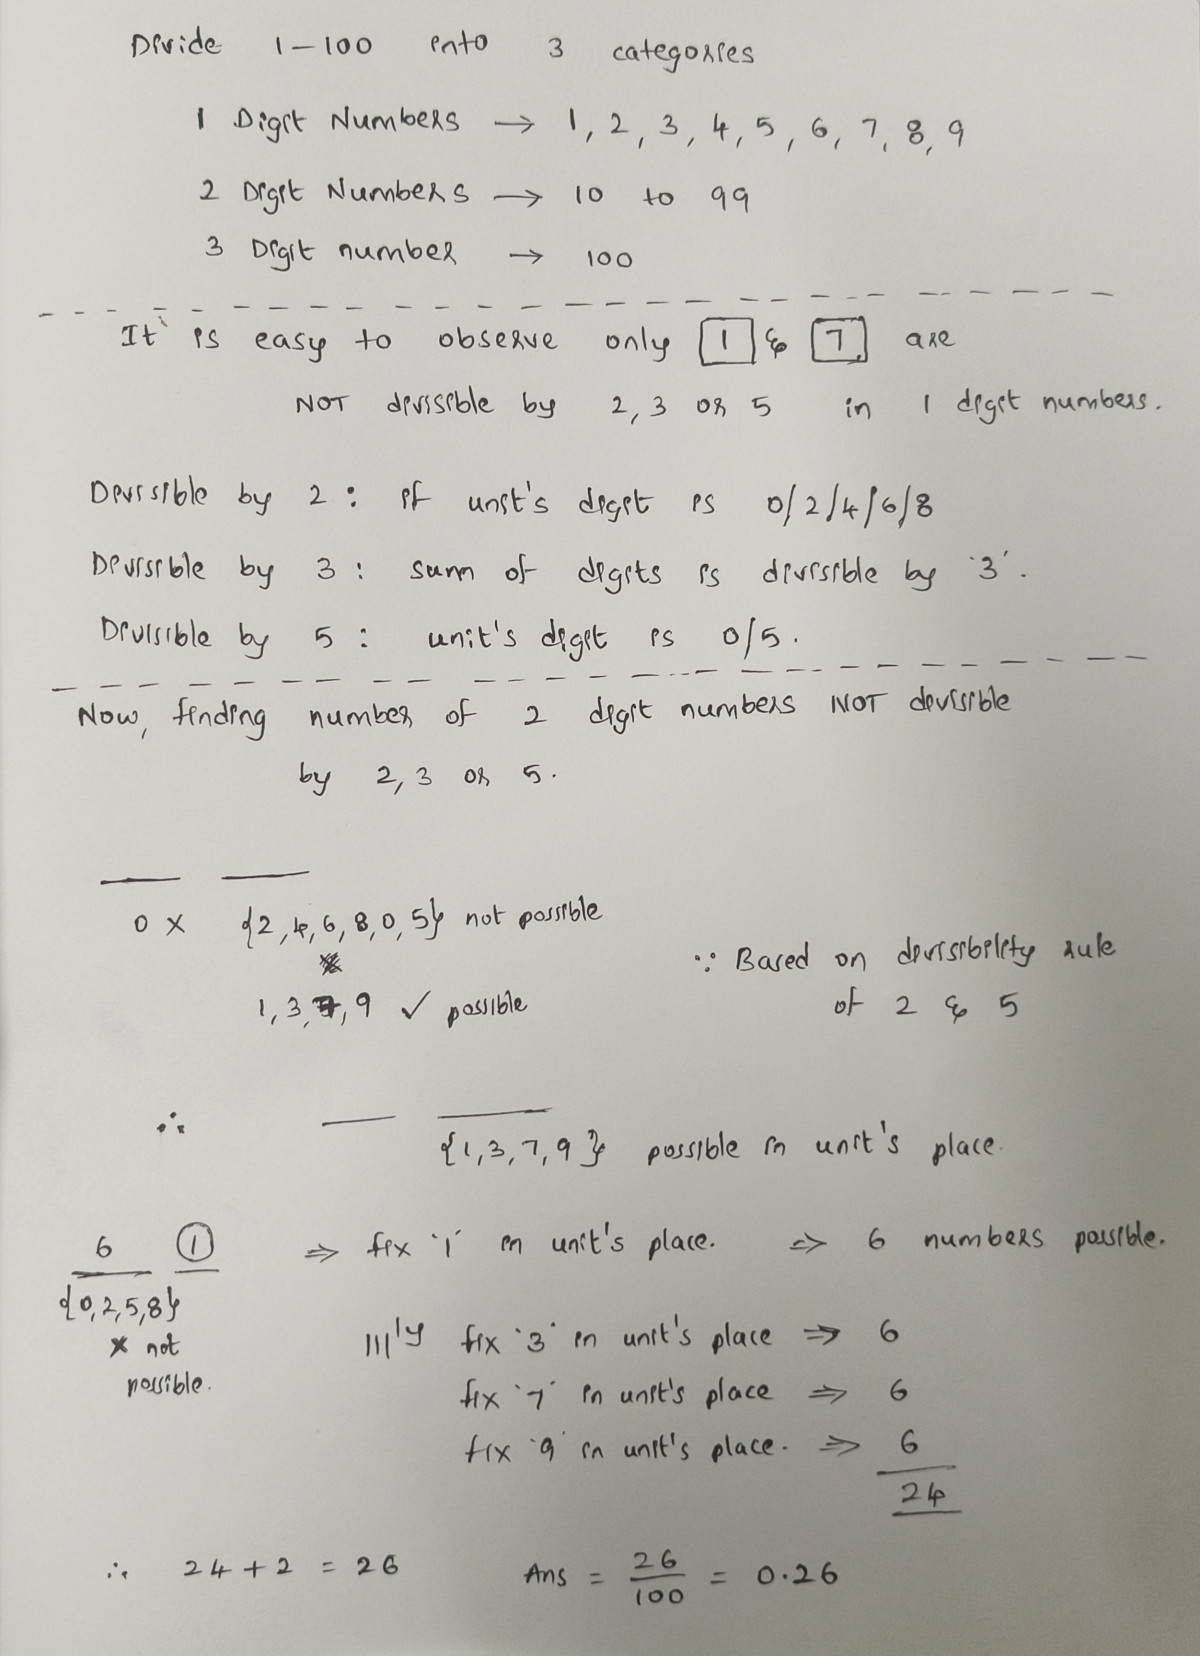 Divide 1-100 into 3 categories
1 Digit Numbers → 1, 2, 3, 4, 5, 6, 7, 8, 9
2 Digit Numbers → 10 to 99
3 Digit number → 100
It is easy to observe only 1 & 7 are
NOT divisible by 2, 3 or 5 in 1 digit numbers.
Divisible by 2 : if unit's digit is 0/2/4/6/8
Divisible by 3 : sum of digits is divisible by '3'.
Divisible by 5 : unit's digit is 0/5.
Now, finding number of 2 digit numbers NOT divisible
by 2, 3 or 5.
0 × {2,4,6,8,0,5} not possible
1, 3, 7, 9 ✓ possible
∵ Based on divisibility rule
of 2 & 5
∴ {1,3,7,9} possible in unit's place.
6 1 ⇒ fix '1' in unit's place. ⇒ 6 numbers possible.
{0,2,5,8}
× not
possible.
|||'ly fix '3' in unit's place ⇒ 6
fix '7' in unit's place ⇒ 6
fix '9' in unit's place. ⇒ 6
24
∴ 24 + 2 = 26 Ans = 26/100 = 0.26